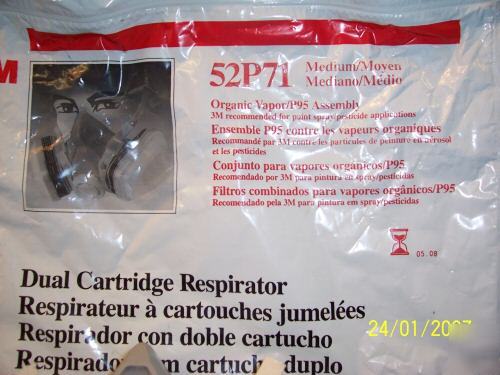 M
52P71
Medium/Moyen
Mediano/Médio
Organic Vapor/P95 Assembly
3M recommended for paint spray/pesticide applications
Ensemble P95 contre les vapeurs organiques
Recommandé par 3M contre les particules de peinture en aérosol
et les pesticides
Conjunto para vapores orgánicos/P95
Recomendado por 3M para pintura en spray/pesticidas
Filtros combinados para vapores orgânicos/P95
Recomendado pela 3M para pintura em spray/pesticidas
05.08
Dual Cartridge Respirator
Respirateur à cartouches jumelées
Respirador con doble cartucho
cartucho duplo
24/01/2007